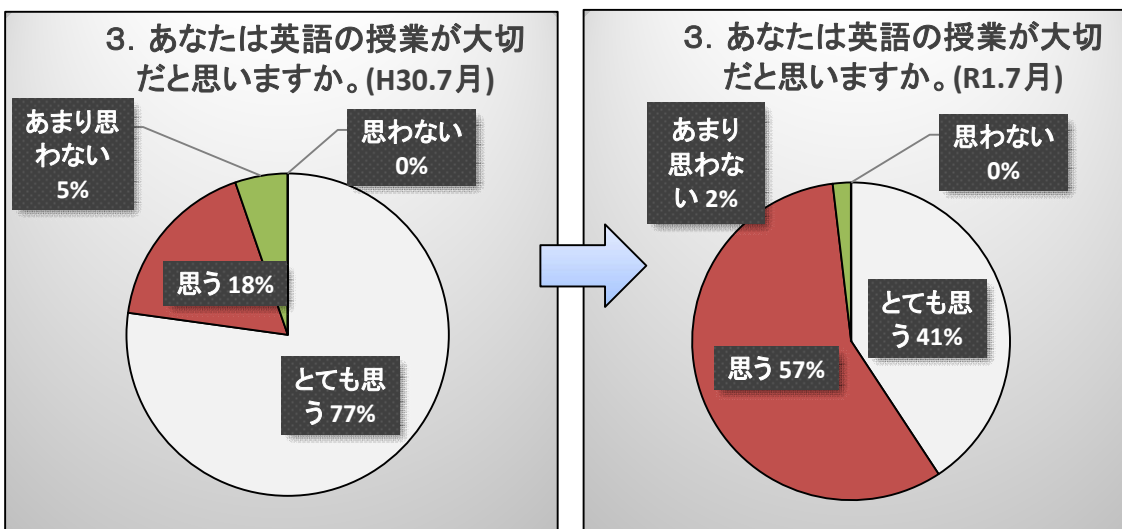 ３．あなたは英語の授業が大切
だと思いますか。(H30.7月)
あまり思
わない
5%
思わない
0%
思う 18%
とても思
う 77%
３．あなたは英語の授業が大切
だと思いますか。(R1.7月)
あまり
思わな
い 2%
思わない
0%
とても思
う 41%
思う 57%